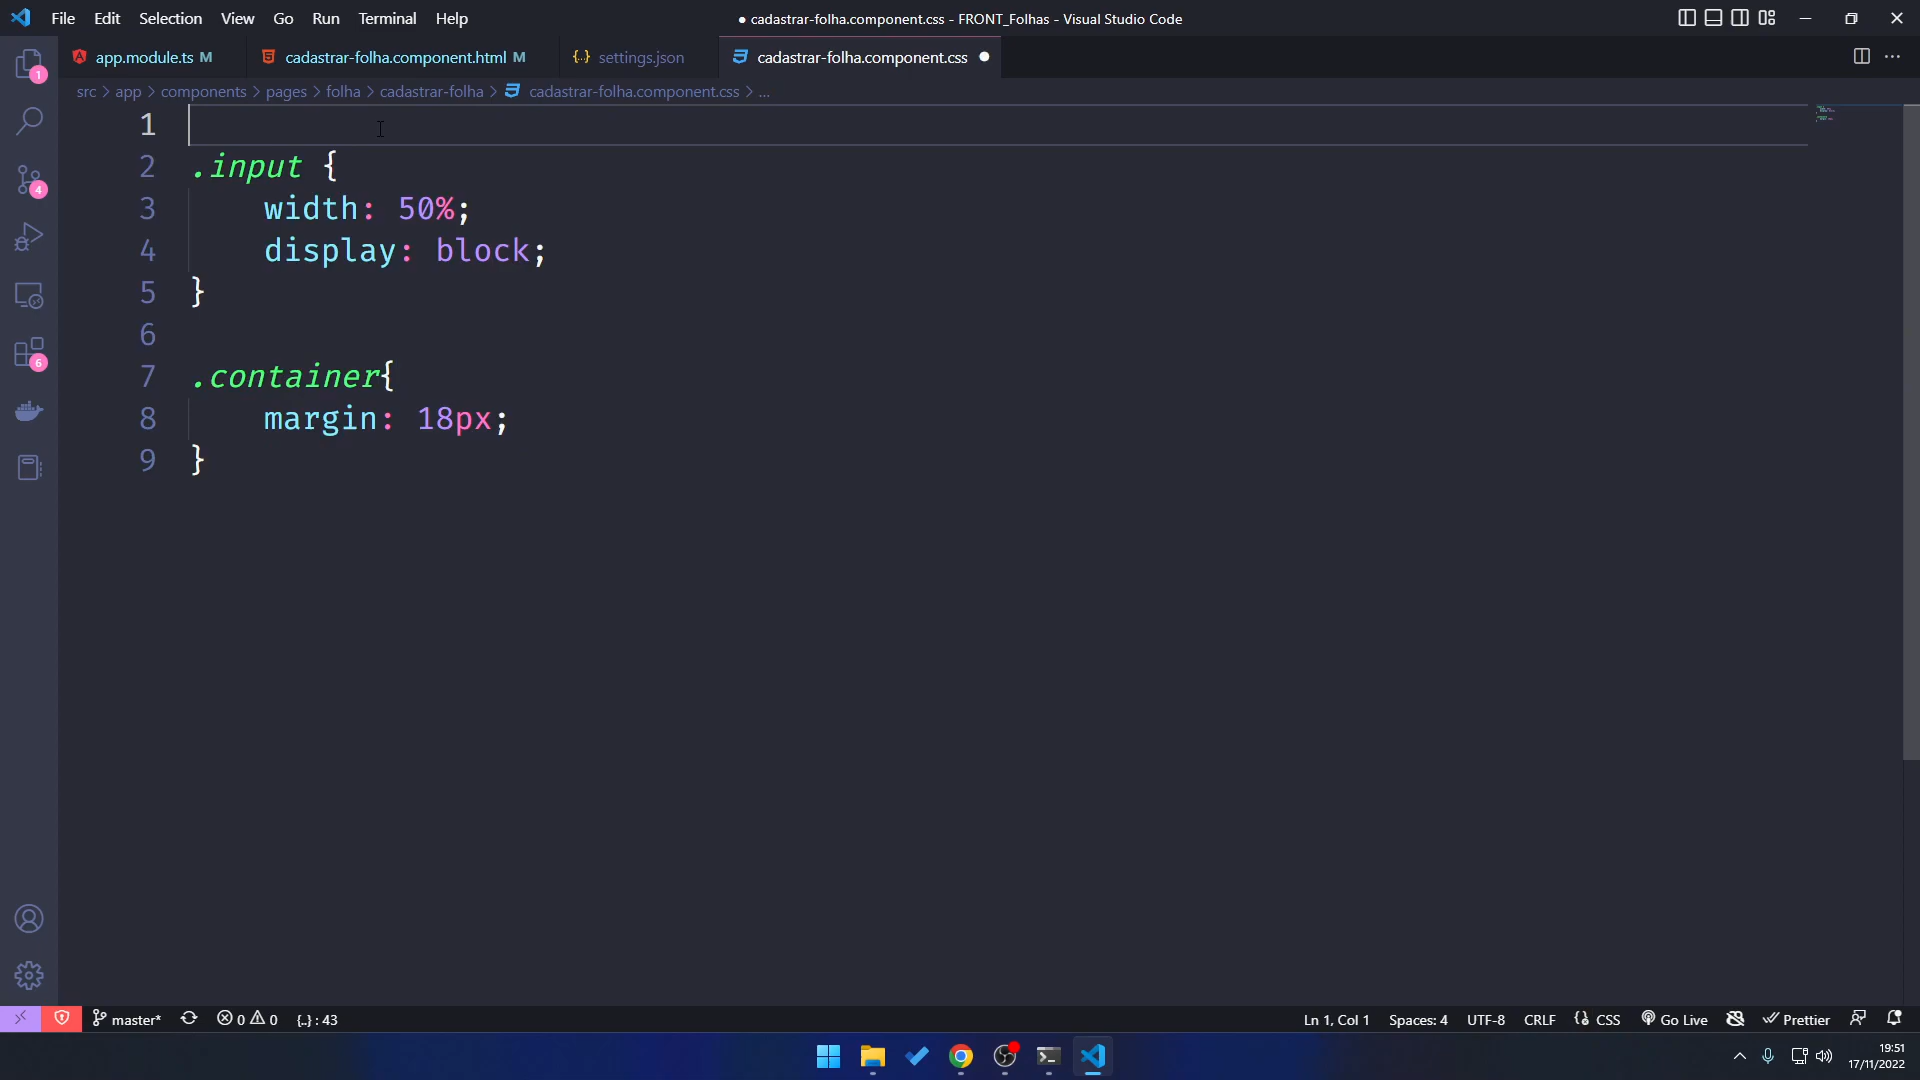 File Edit Selection View Go Run Terminal Help
● cadastrar-folha.component.css - FRONT_Folhas - Visual Studio Code
app.module.ts M
cadastrar-folha.component.html M
{..} settings.json
cadastrar-folha.component.css ●
src > app > components > pages > folha > cadastrar-folha > cadastrar-folha.component.css > ...
1
2 .input {
3 width: 50%;
4 display: block;
5 }
6
7 .container{
8 margin: 18px;
9 }
1
4
6
master* 0 0 {..} : 43
Ln 1, Col 1 Spaces: 4 UTF-8 CRLF CSS Go Live Prettier
19:51
17/11/2022